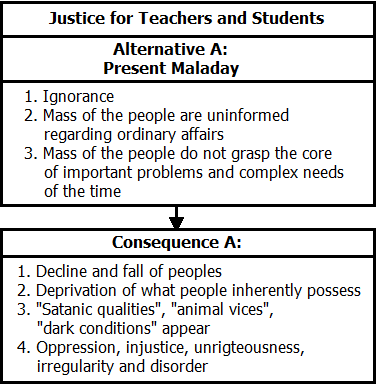 Justice for Teachers and Students
Alternative A:
Present Maladay
1. Ignorance
2. Mass of the people are uninformed
regarding ordinary affairs
3. Mass of the people do not grasp the core
of important problems and complex needs
of the time
Consequence A:
1. Decline and fall of peoples
2. Deprivation of what people inherently possess
3. "Satanic qualities", "animal vices",
"dark conditions" appear
4. Oppression, injustice, unrigteousness,
irregularity and disorder